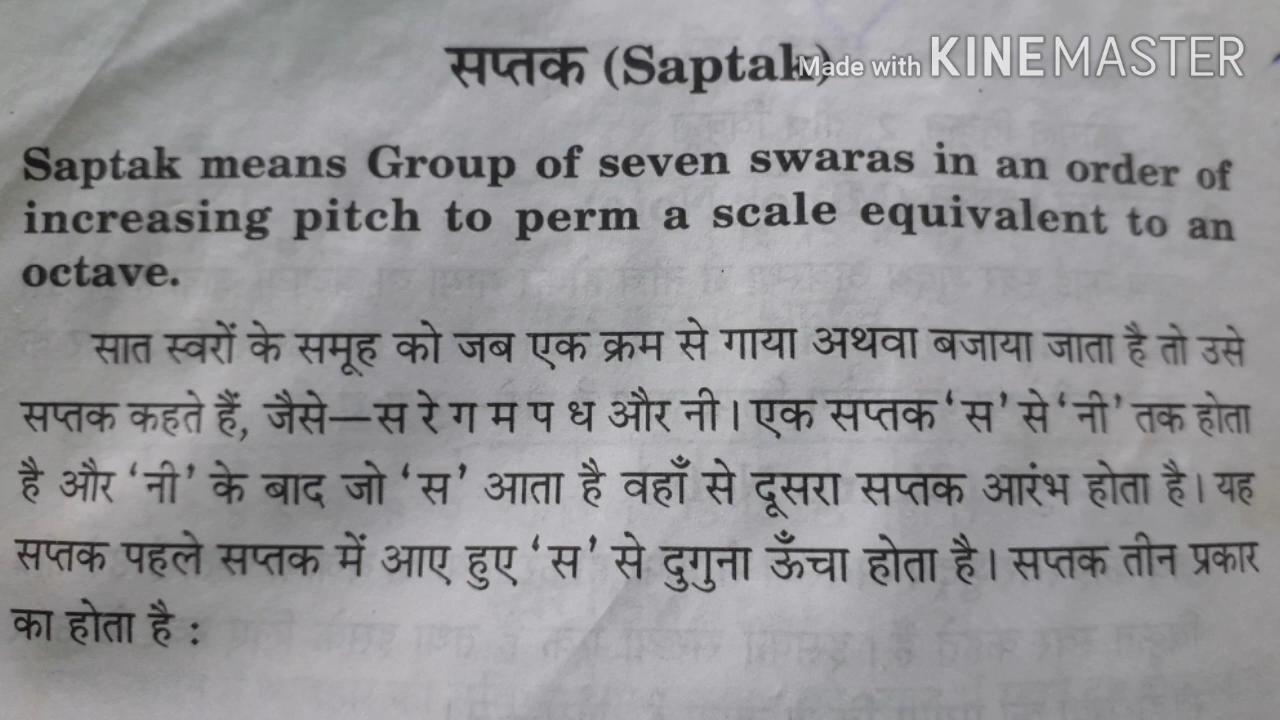 सप्तक (Saptak)
Made with KINEMASTER
Saptak means Group of seven swaras in an order of
increasing pitch to perm a scale equivalent to an
octave.
सात स्वरों के समूह को जब एक क्रम से गाया अथवा बजाया जाता है तो उसे
सप्तक कहते हैं, जैसे—स रे ग म प ध और नी। एक सप्तक ‘स’ से ‘नी’ तक होता
है और ‘नी’ के बाद जो ‘स’ आता है वहाँ से दूसरा सप्तक आरंभ होता है। यह
सप्तक पहले सप्तक में आए हुए ‘स’ से दुगुना ऊँचा होता है। सप्तक तीन प्रकार
का होता है :